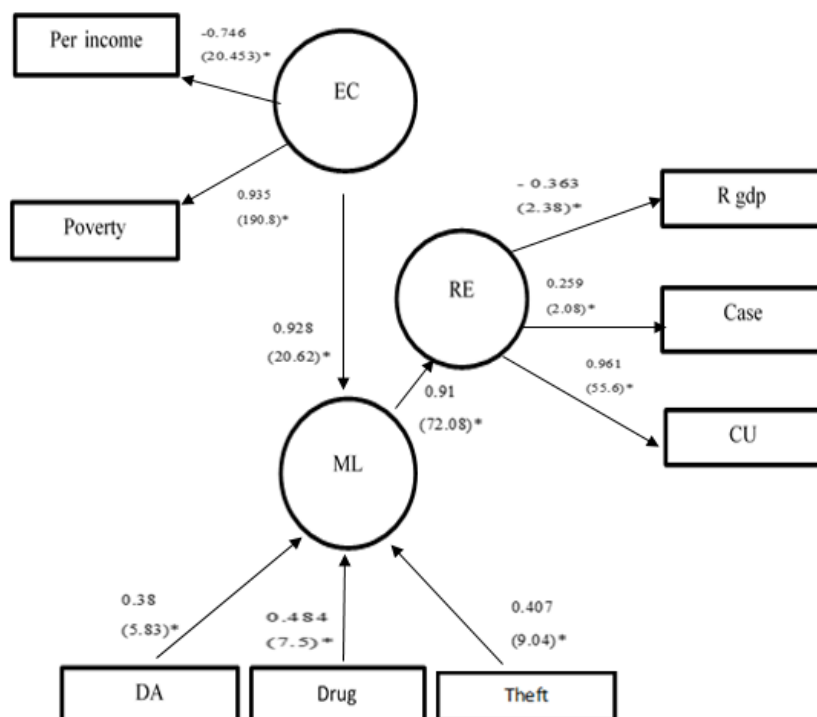 Per income
-0.746
(20.453)*
EC
Poverty
0.935
(190.8)*
- 0.363
(2.38)*
R gdp
RE
0.259
(2.08)*
Case
0.928
(20.62)*
0.91
(72.08)*
0.961
(55.6)*
CU
ML
0.38
(5.83)*
0.484
(7.5)*
0.407
(9.04)*
DA
Drug
Theft